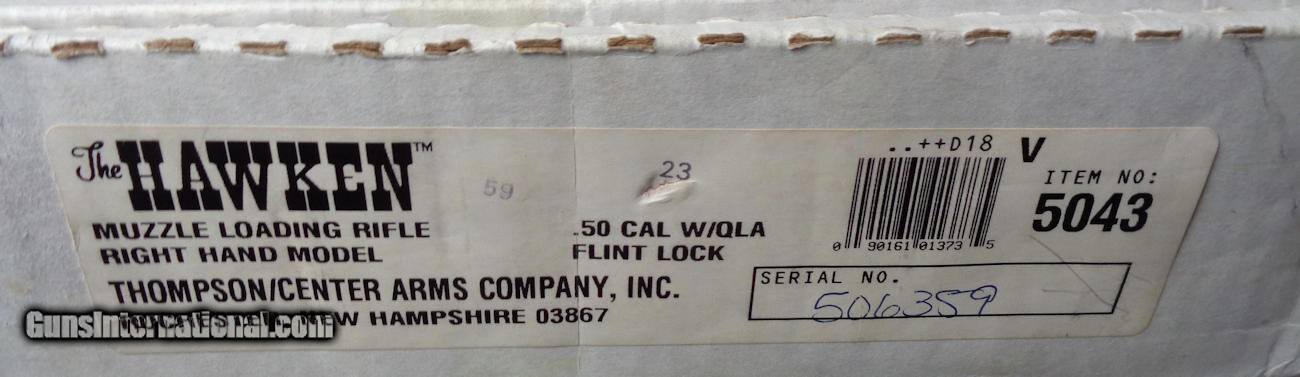 The HAWKEN™
59
23
MUZZLE LOADING RIFLE
RIGHT HAND MODEL
.50 CAL W/QLA
FLINT LOCK
THOMPSON/CENTER ARMS COMPANY, INC.
NEW HAMPSHIRE 03867
..++D18 V
0 90161 01373 5
ITEM NO:
5043
SERIAL NO.
506359
GunsInternational.com